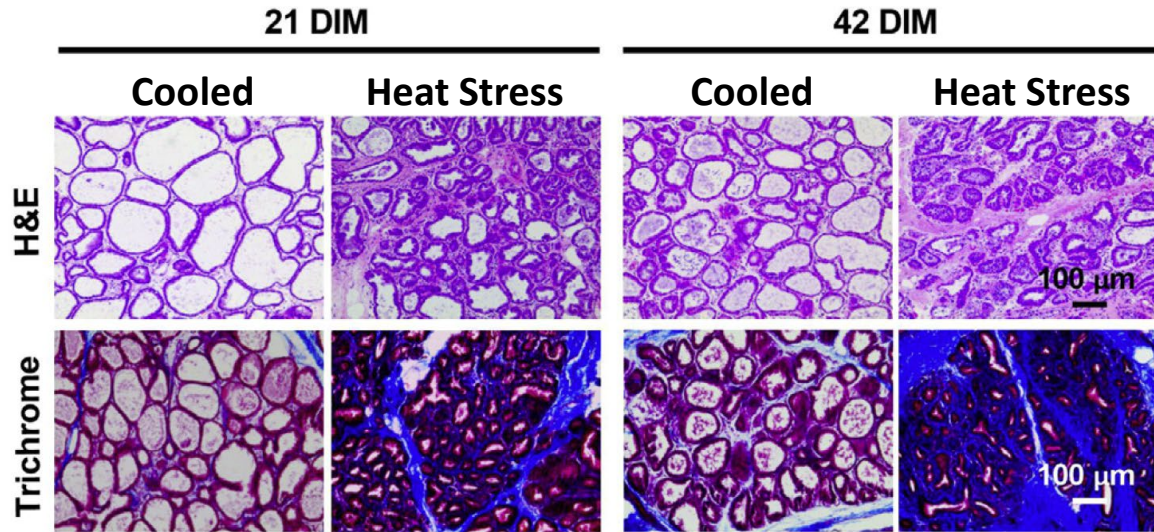 21 DIM 42 DIM
Cooled Heat Stress Cooled Heat Stress
H&E
100 µm
Trichrome
100 µm